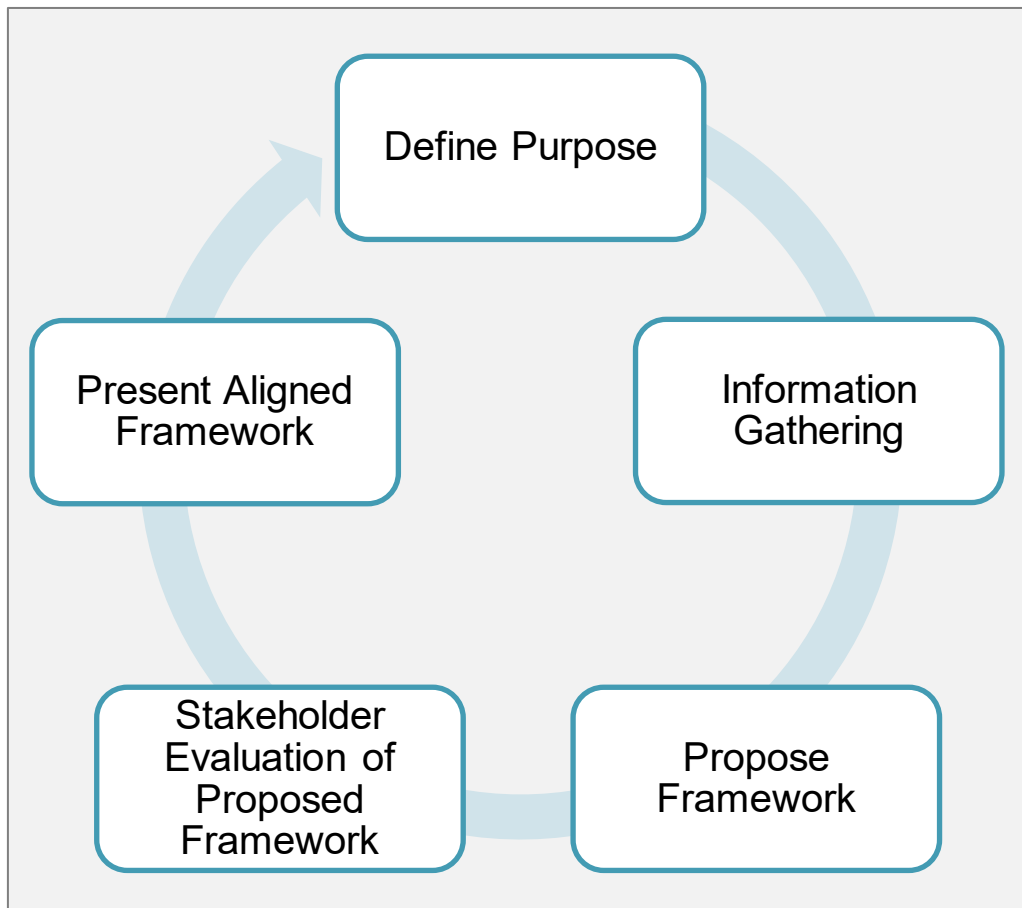 Define Purpose
Information
Gathering
Propose
Framework
Stakeholder
Evaluation of
Proposed
Framework
Present Aligned
Framework